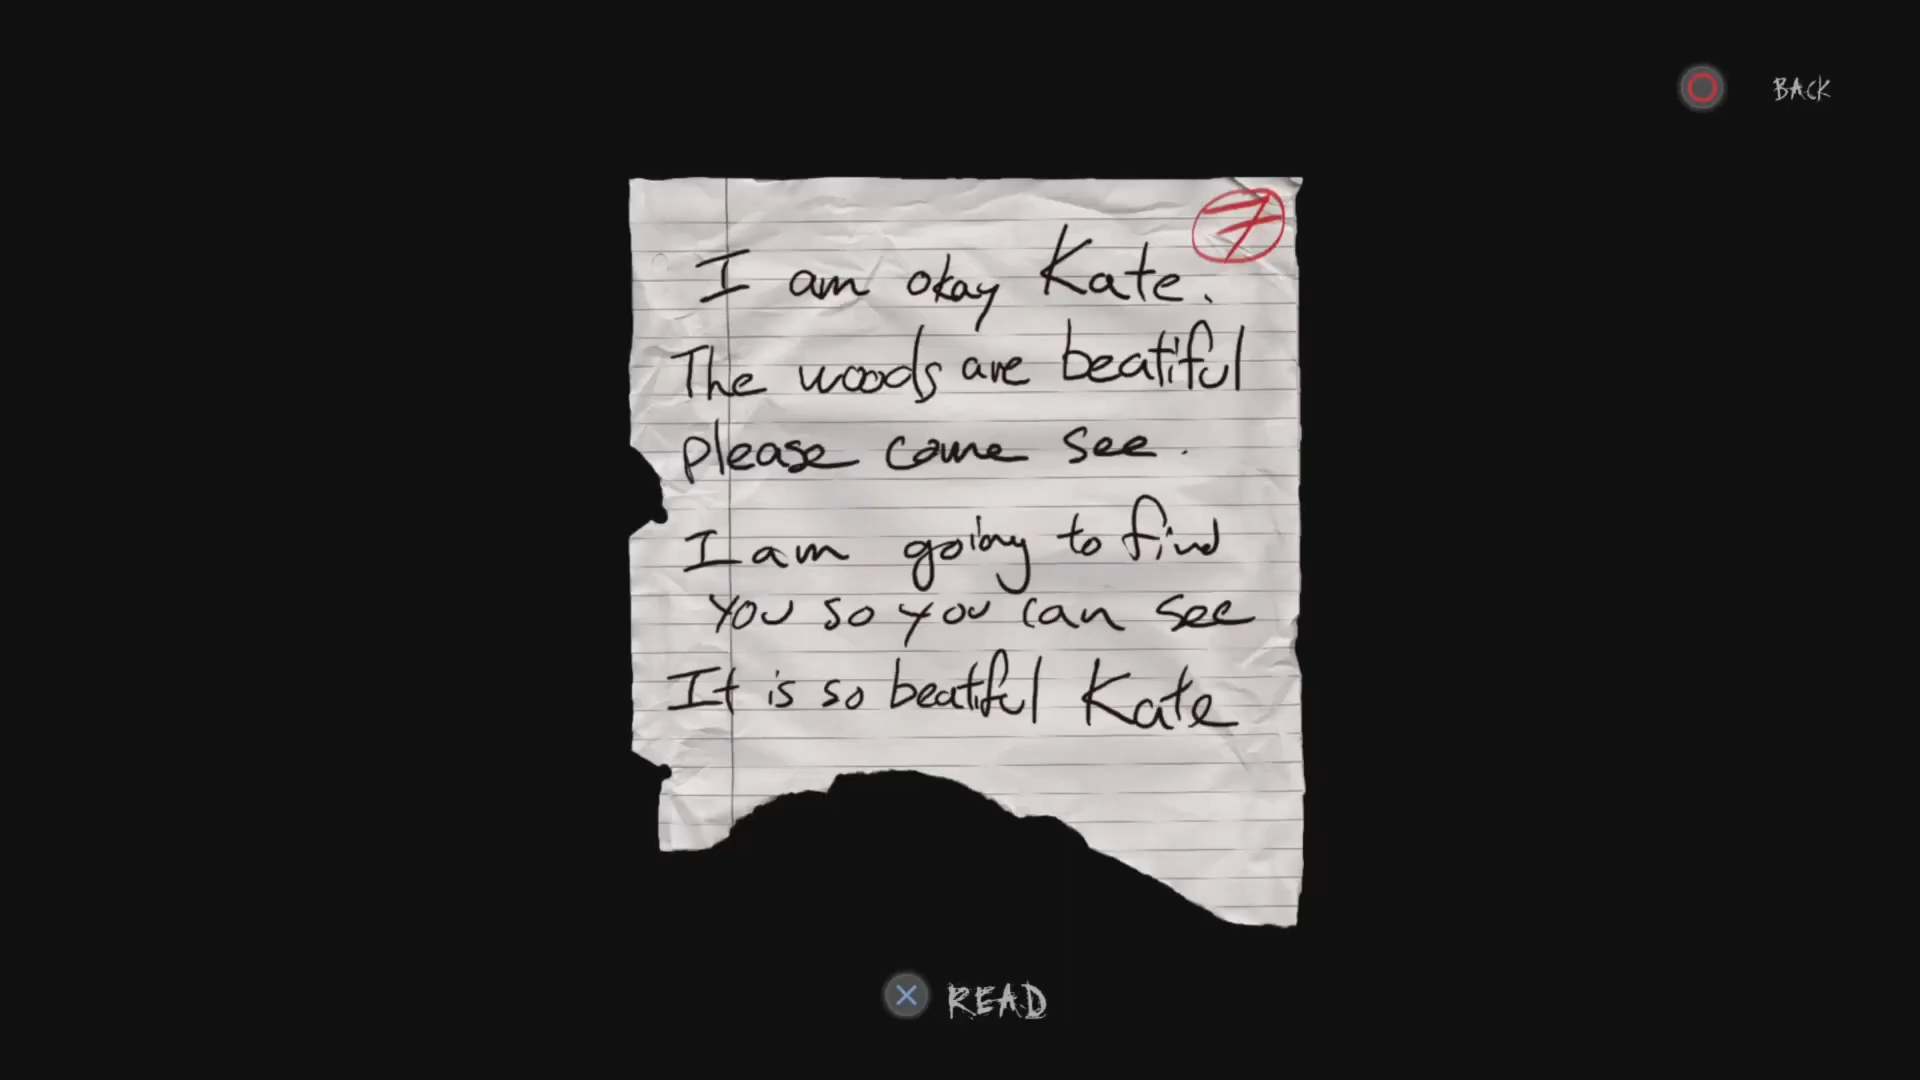 BACK
7
I am okay Kate.
The woods are beatiful
please come see.
I am going to find
you so you can see
It is so beatiful Kate
READ